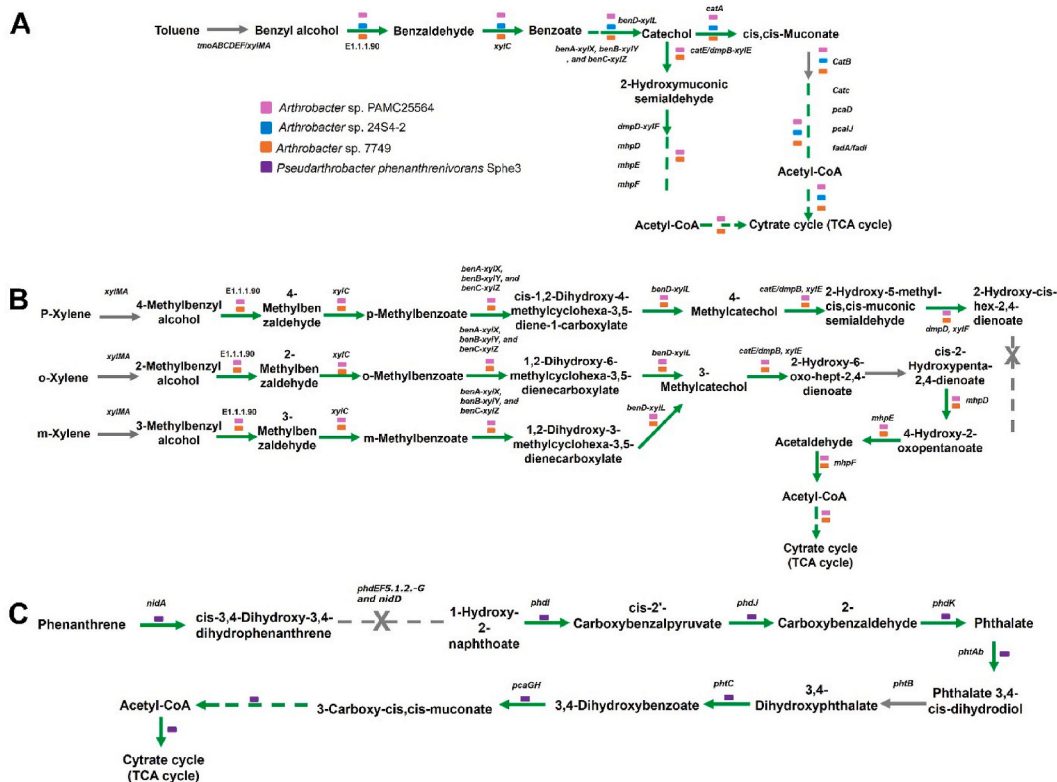 A
Toluene
tmoABCDEF/xylMA
Benzyl alcohol
E1.1.1.90
Benzaldehyde
xylC
Benzoate
benD-xylL
benA-xylX, benB-xylY
, and benC-xylZ
Catechol
catA
catE/dmpB-xylE
cis,cis-Muconate
CatB
Catc
pcaD
pcaIJ
fadA/fadi
Acetyl-CoA
2-Hydroxymuconic
semialdehyde
dmpD-xylF
mhpD
mhpE
mhpF
Acetyl-CoA
Cytrate cycle (TCA cycle)
Arthrobacter sp. PAMC25564
Arthrobacter sp. 24S4-2
Arthrobacter sp. 7749
Pseudarthrobacter phenanthrenivorans Sphe3
B
P-Xylene
xylMA
4-Methylbenzyl
alcohol
E1.1.1.90
4-
Methylben
zaldehyde
xylC
p-Methylbenzoate
benA-xylX,
benB-xylY, and
benC-xylZ
cis-1,2-Dihydroxy-4-
methylcyclohexa-3,5-
diene-1-carboxylate
benD-xylL
4-
Methylcatechol
catE/dmpB, xylE
2-Hydroxy-5-methyl-
cis,cis-muconic
semialdehyde
dmpD, xylF
2-Hydroxy-cis-
hex-2,4-
dienoate
X
o-Xylene
xylMA
2-Methylbenzyl
alcohol
E1.1.1.90
2-
Methylben
zaldehyde
xylC
o-Methylbenzoate
benA-xylX,
benB-xylY, and
benC-xylZ
1,2-Dihydroxy-6-
methylcyclohexa-3,5-
dienecarboxylate
benD-xylL
3-
Methylcatechol
catE/dmpB, xylE
2-Hydroxy-6-
oxo-hept-2,4-
dienoate
cis-2-
Hydroxypenta-
2,4-dienoate
mhpD
m-Xylene
xylMA
3-Methylbenzyl
alcohol
E1.1.1.90
3-
Methylben
zaldehyde
xylC
m-Methylbenzoate
benA-xylX,
benB-xylY, and
benC-xylZ
1,2-Dihydroxy-3-
methylcyclohexa-3,5-
dienecarboxylate
benD-xylL
4-Hydroxy-2-
oxopentanoate
mhpE
Acetaldehyde
mhpF
Acetyl-CoA
Cytrate cycle
(TCA cycle)
C
Phenanthrene
nidA
cis-3,4-Dihydroxy-3,4-
dihydrophenanthrene
phdEF5.1.2.-G
and nidD
X
1-Hydroxy-
2-
naphthoate
phdI
cis-2'-
Carboxybenzalpyruvate
phdJ
2-
Carboxybenzaldehyde
phdK
Phthalate
phtAb
Phthalate 3,4-
cis-dihydrodiol
phtB
3,4-
Dihydroxyphthalate
phtC
3,4-Dihydroxybenzoate
pcaGH
3-Carboxy-cis,cis-muconate
Acetyl-CoA
Cytrate cycle
(TCA cycle)